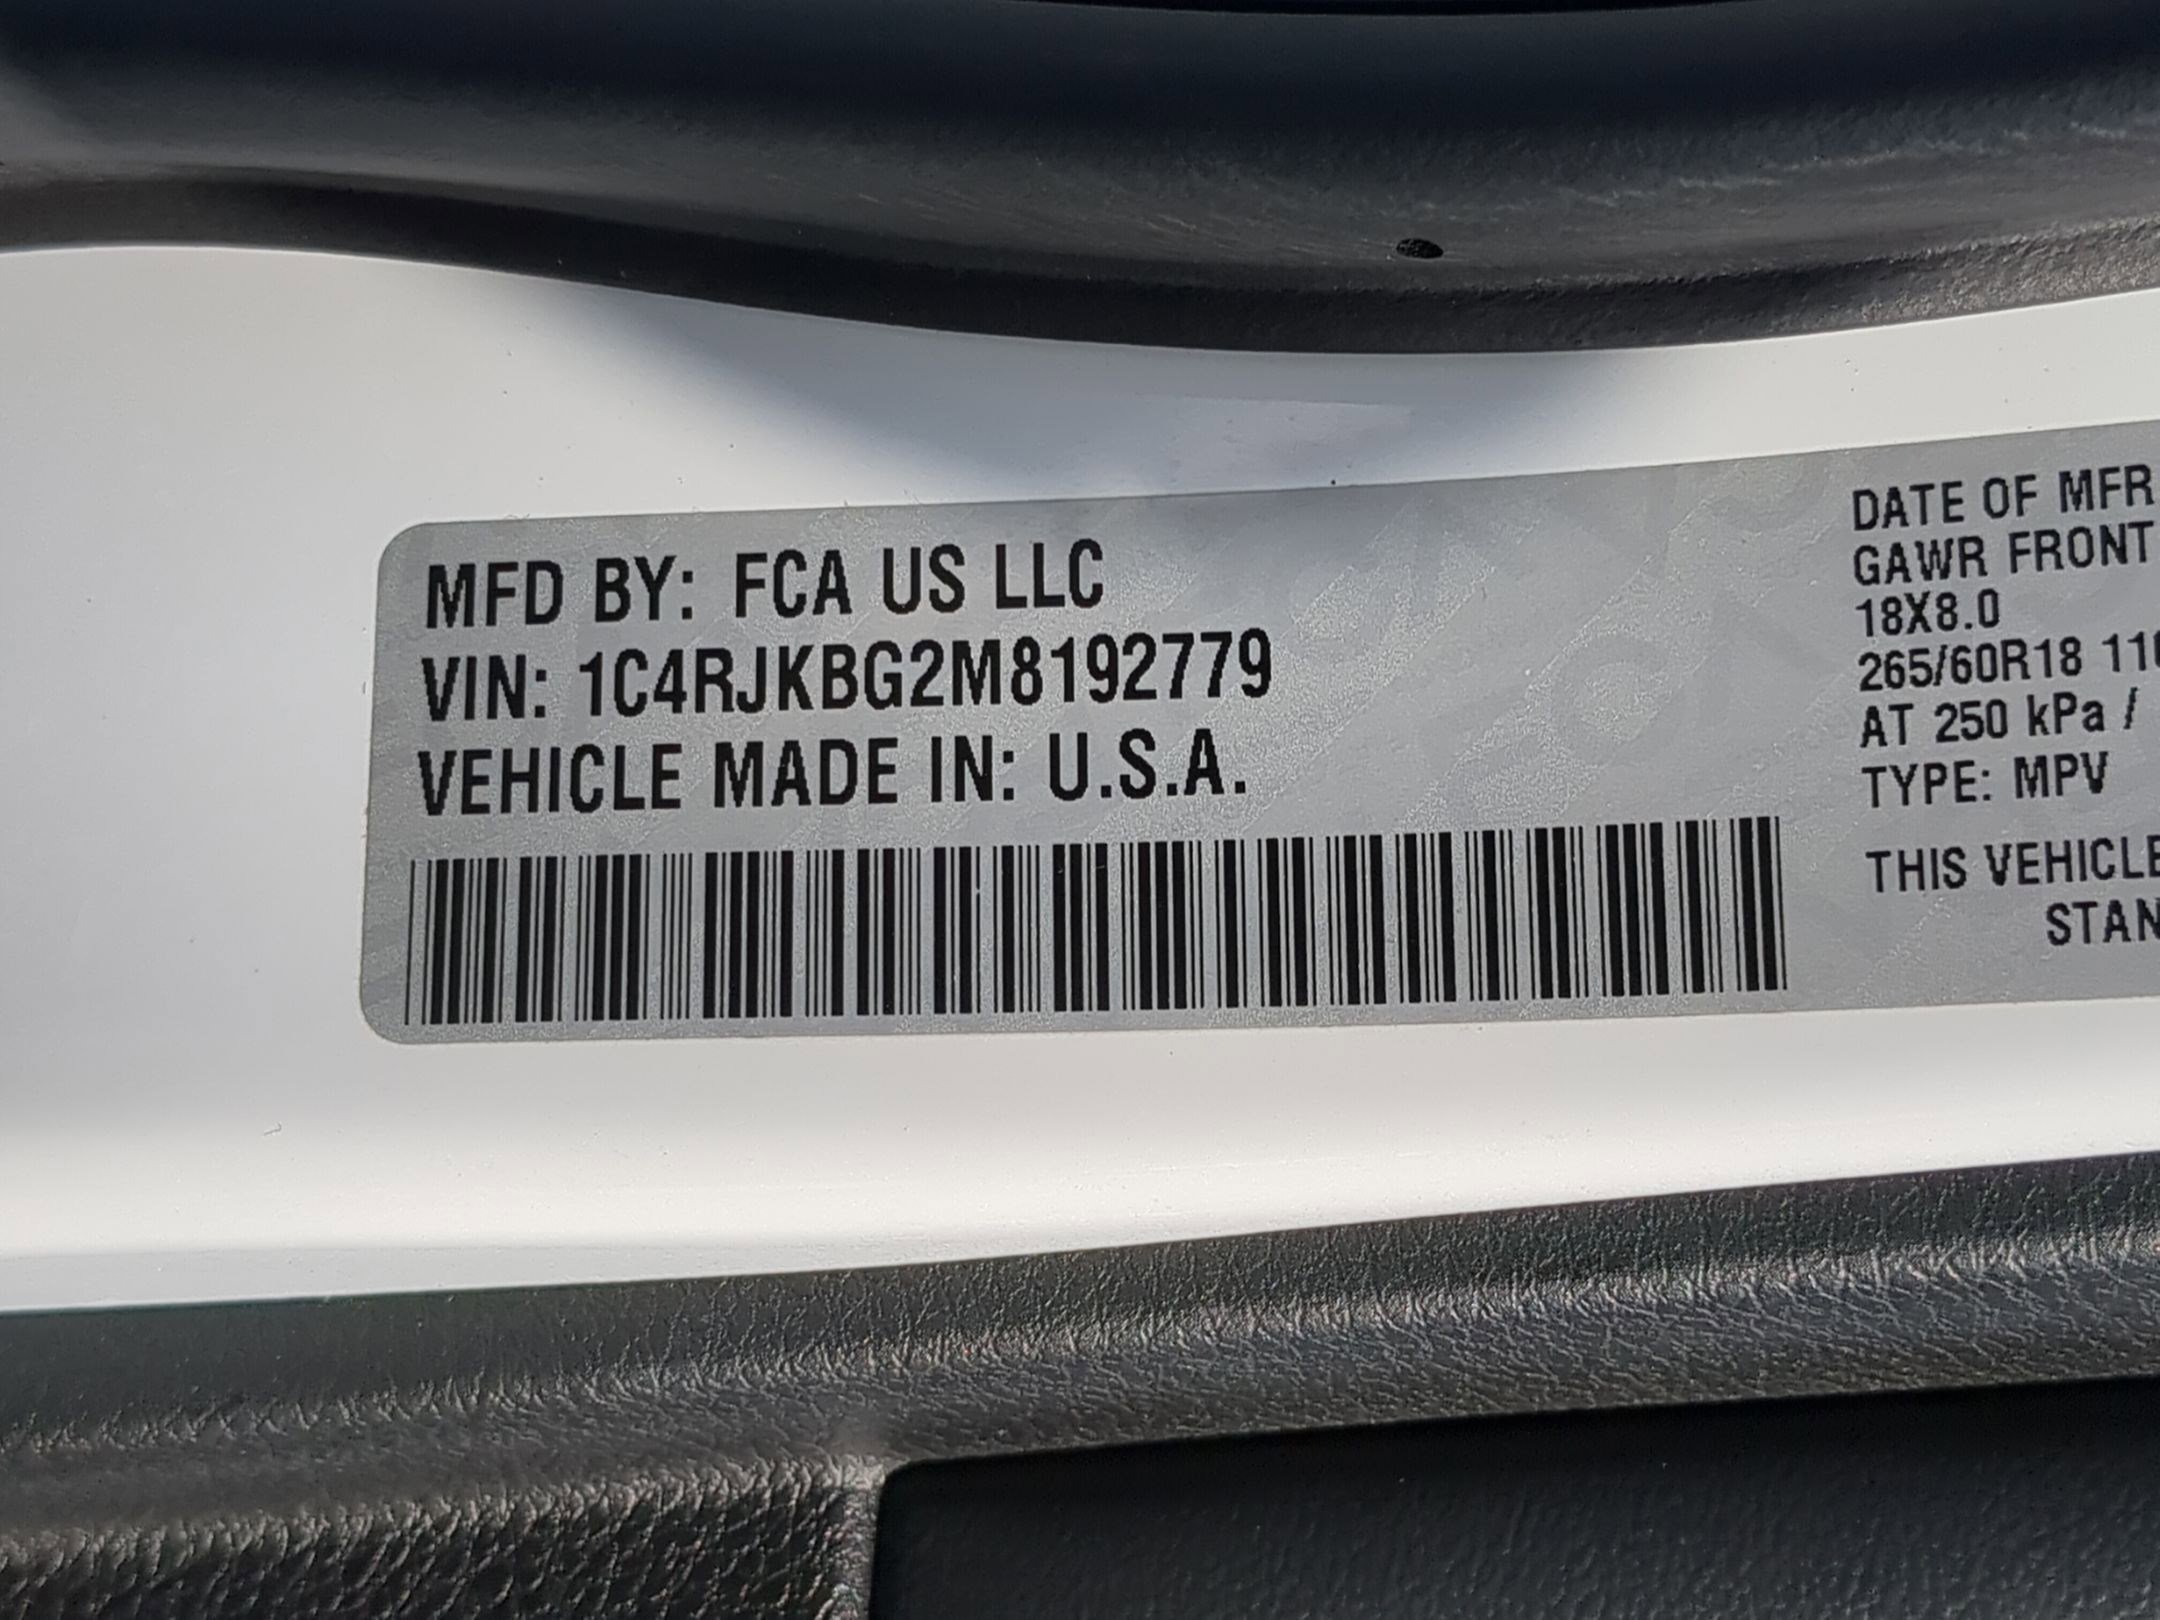 MFD BY: FCA US LLC
VIN: 1C4RJKBG2M8192779
VEHICLE MADE IN: U.S.A.
DATE OF MFR
GAWR FRONT
18X8.0
265/60R18
AT 250 kPa /
TYPE: MPV
THIS VEHICLE